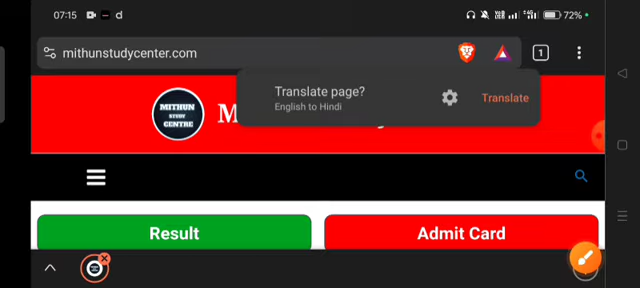 07:15
72%
mithunstudycenter.com
1
Translate page?
English to Hindi
Translate
MITHUN
STUDY
CENTRE
M
Result
Admit Card